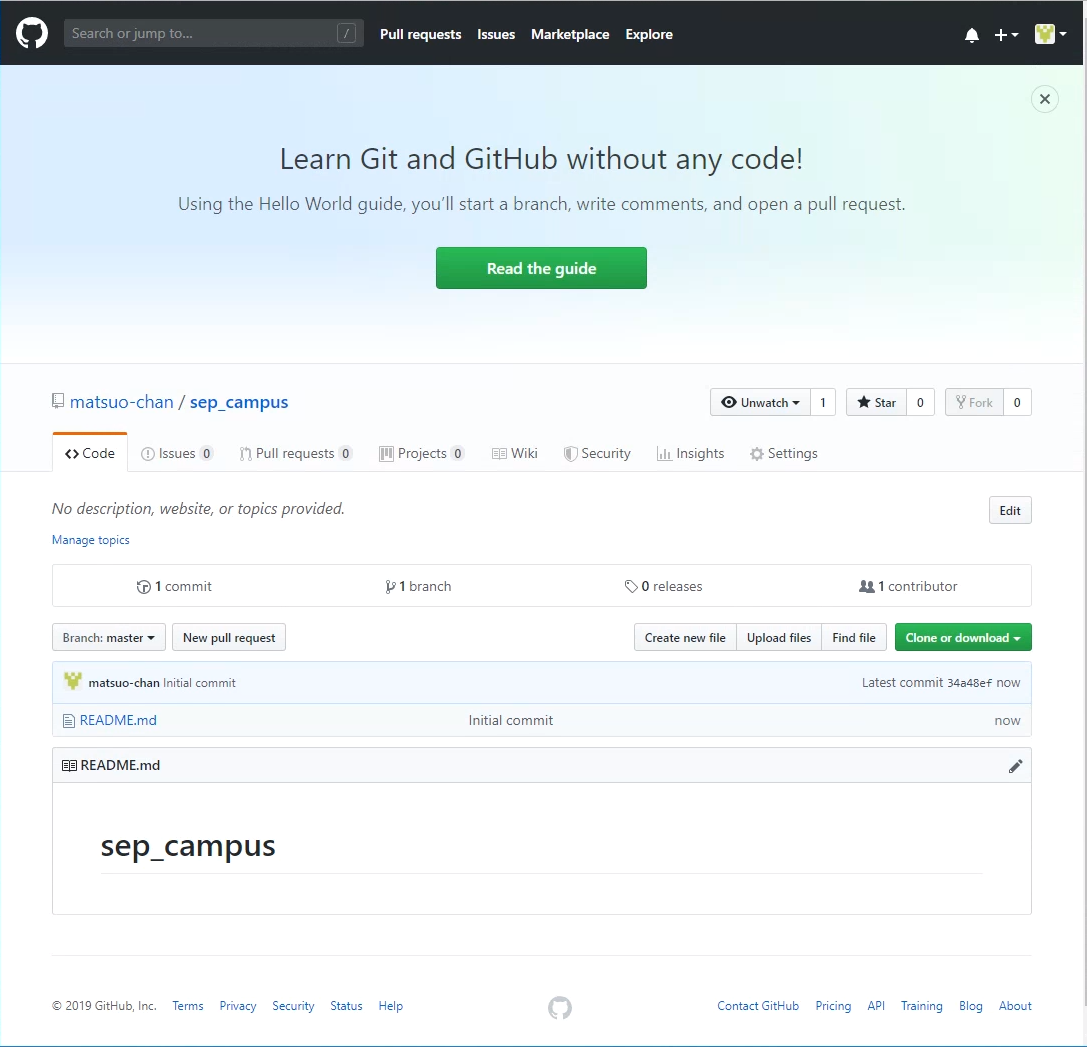 Search or jump to... /
Pull requests Issues Marketplace Explore
Learn Git and GitHub without any code!
Using the Hello World guide, you’ll start a branch, write comments, and open a pull request.
Read the guide
matsuo-chan / sep_campus
Unwatch 1 Star 0 Fork 0
Code Issues 0 Pull requests 0 Projects 0 Wiki Security Insights Settings
No description, website, or topics provided.
Edit
Manage topics
1 commit 1 branch 0 releases 1 contributor
Branch: master New pull request Create new file Upload files Find file Clone or download
matsuo-chan Initial commit Latest commit 34a48ef now
README.md Initial commit now
README.md
sep_campus
© 2019 GitHub, Inc. Terms Privacy Security Status Help Contact GitHub Pricing API Training Blog About